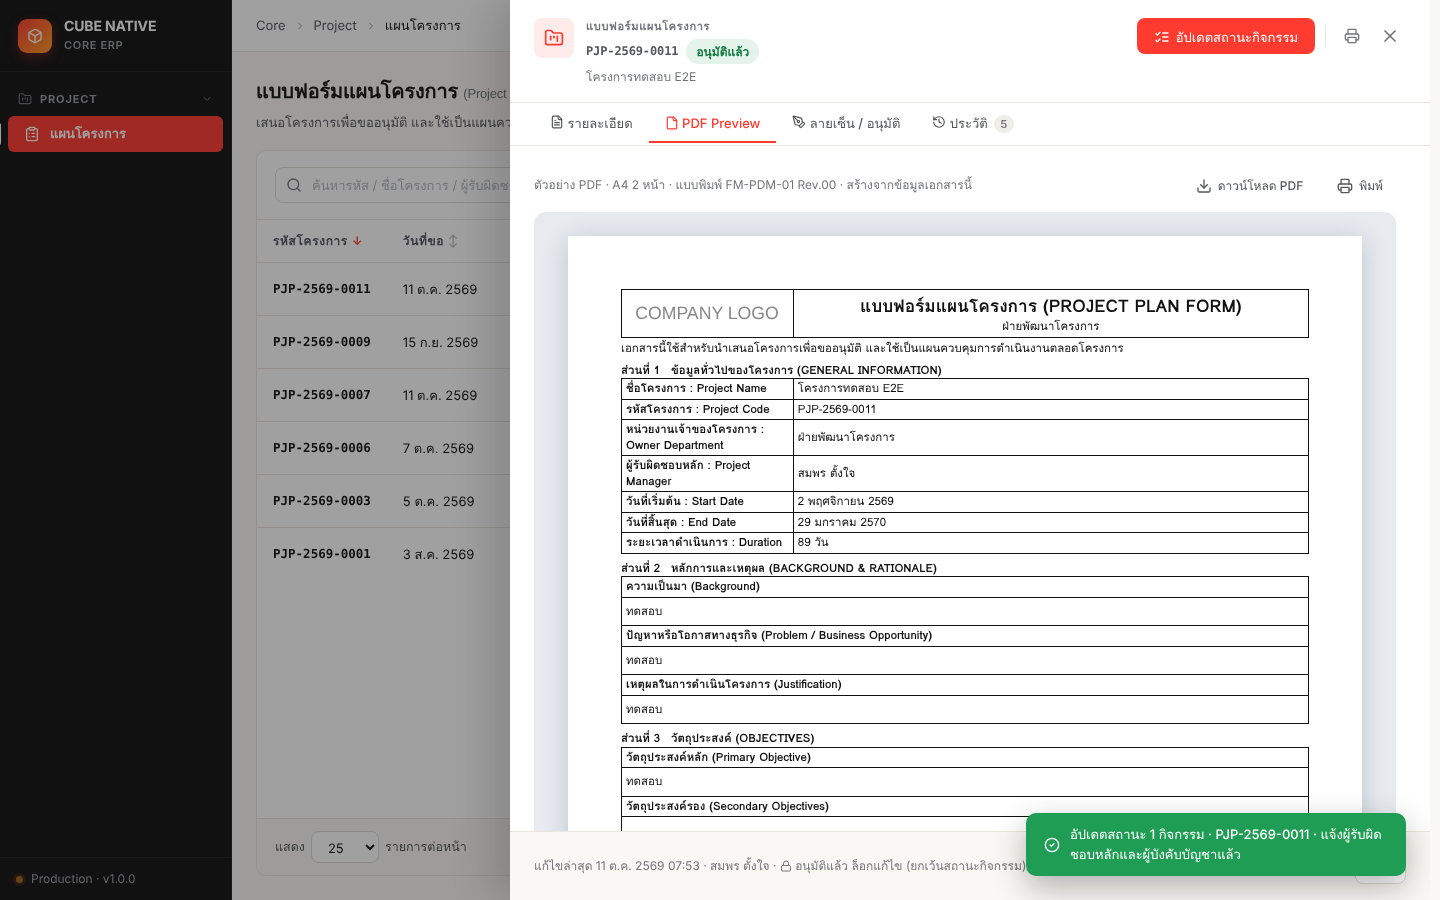 CUBE NATIVE
CORE ERP
PROJECT
แผนโครงการ
Production · v1.0.0
Core
Project
แผนโครงการ
แบบฟอร์มแผนโครงการ (Project
เสนอโครงการเพื่อขออนุมัติ และใช้เป็นแผนคว
ค้นหารหัส / ชื่อโครงการ / ผู้รับผิดช
รหัสโครงการ วันที่ขอ
PJP-2569-0011 11 ต.ค. 2569
PJP-2569-0009 15 ก.ย. 2569
PJP-2569-0007 11 ต.ค. 2569
PJP-2569-0006 7 ต.ค. 2569
PJP-2569-0003 5 ต.ค. 2569
PJP-2569-0001 3 ส.ค. 2569
แสดง 25 รายการต่อหน้า
แบบฟอร์มแผนโครงการ
PJP-2569-0011 อนุมัติแล้ว
โครงการทดสอบ E2E
อัปเดตสถานะกิจกรรม
รายละเอียด PDF Preview ลายเซ็น / อนุมัติ ประวัติ 5
ตัวอย่าง PDF · A4 2 หน้า · แบบพิมพ์ FM-PDM-01 Rev.00 · สร้างจากข้อมูลเอกสารนี้
ดาวน์โหลด PDF พิมพ์
COMPANY LOGO
แบบฟอร์มแผนโครงการ (PROJECT PLAN FORM)
ฝ่ายพัฒนาโครงการ
เอกสารนี้ใช้สำหรับนำเสนอโครงการเพื่อขออนุมัติ และใช้เป็นแผนควบคุมการดำเนินงานตลอดโครงการ
ส่วนที่ 1 ข้อมูลทั่วไปของโครงการ (GENERAL INFORMATION)
ชื่อโครงการ : Project Name โครงการทดสอบ E2E
รหัสโครงการ : Project Code PJP-2569-0011
หน่วยงานเจ้าของโครงการ :
Owner Department ฝ่ายพัฒนาโครงการ
ผู้รับผิดชอบหลัก : Project
Manager สมพร ตั้งใจ
วันที่เริ่มต้น : Start Date 2 พฤศจิกายน 2569
วันที่สิ้นสุด : End Date 29 มกราคม 2570
ระยะเวลาดำเนินการ : Duration 89 วัน
ส่วนที่ 2 หลักการและเหตุผล (BACKGROUND & RATIONALE)
ความเป็นมา (Background)
ทดสอบ
ปัญหาหรือโอกาสทางธุรกิจ (Problem / Business Opportunity)
ทดสอบ
เหตุผลในการดำเนินโครงการ (Justification)
ทดสอบ
ส่วนที่ 3 วัตถุประสงค์ (OBJECTIVES)
วัตถุประสงค์หลัก (Primary Objective)
ทดสอบ
วัตถุประสงค์รอง (Secondary Objectives)
แก้ไขล่าสุด 11 ต.ค. 2569 07:53 · สมพร ตั้งใจ · อนุมัติแล้ว ล็อกแก้ไข (ยกเว้นสถานะกิจกรรม)
อัปเดตสถานะ 1 กิจกรรม · PJP-2569-0011 · แจ้งผู้รับผิด
ชอบหลักและผู้บังคับบัญชาแล้ว